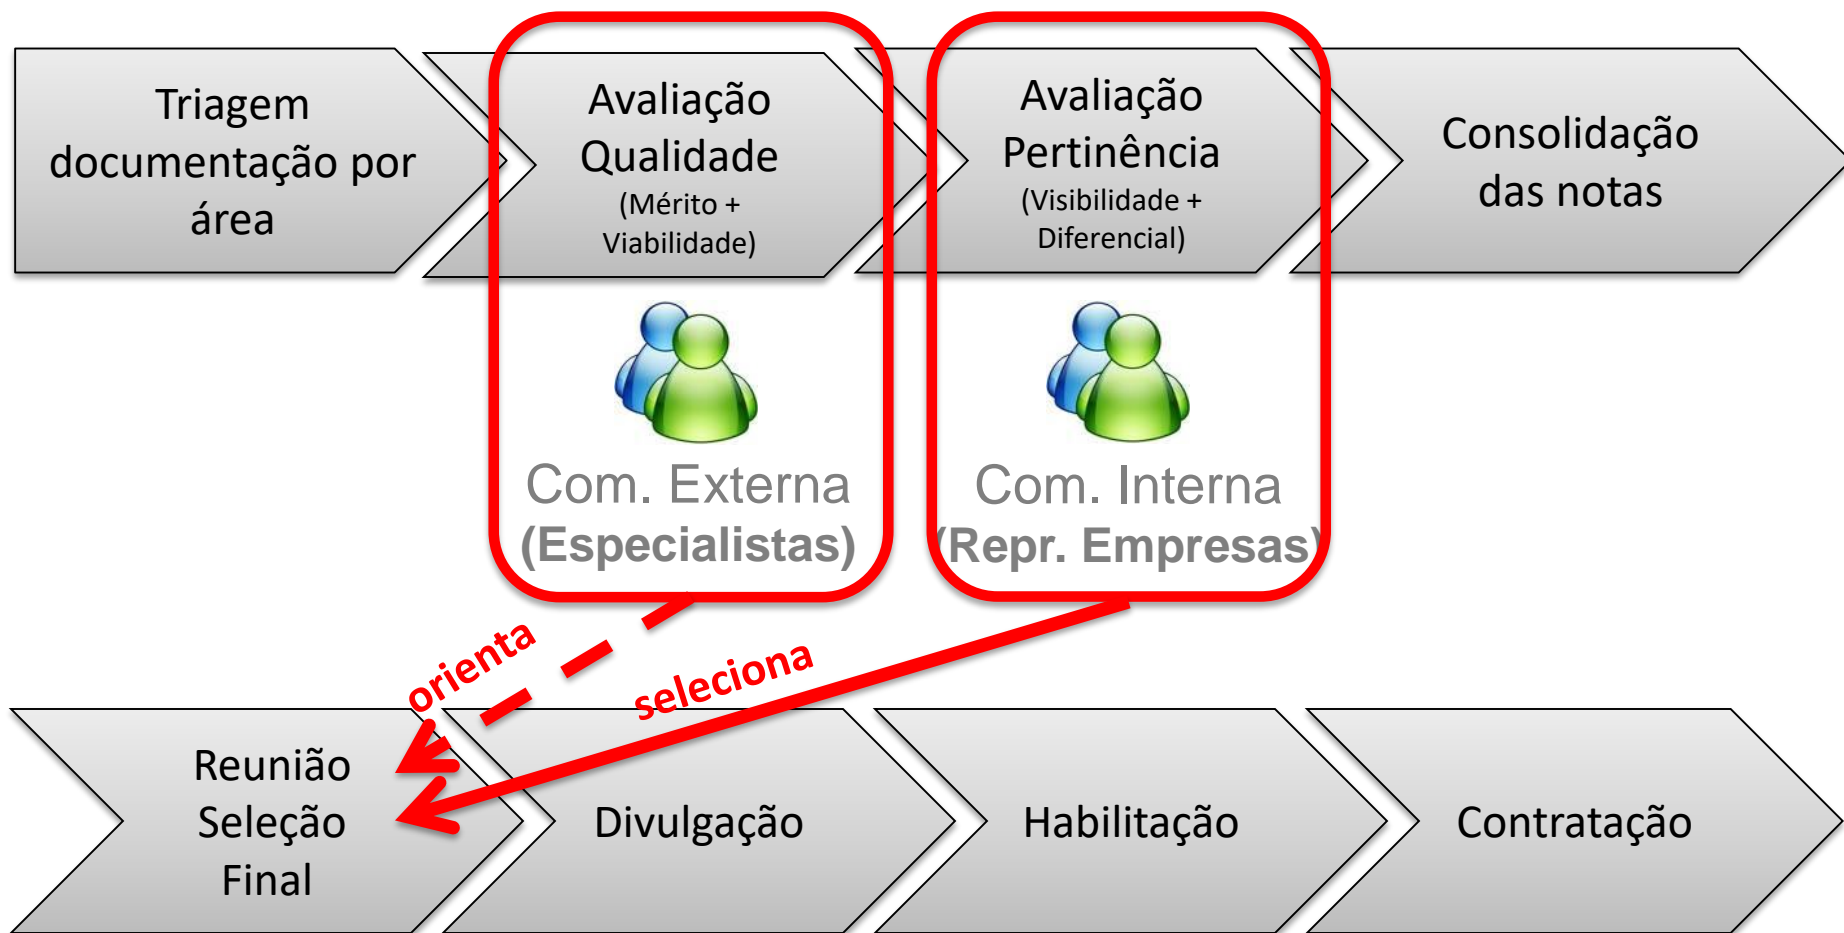 Triagem
documentação por
área
Avaliação
Qualidade
(Mérito +
Viabilidade)
Avaliação
Pertinência
(Visibilidade +
Diferencial)
Consolidação
das notas
Com. Externa
(Especialistas)
Com. Interna
(Repr. Empresas)
orienta
seleciona
Reunião
Seleção
Final
Divulgação
Habilitação
Contratação